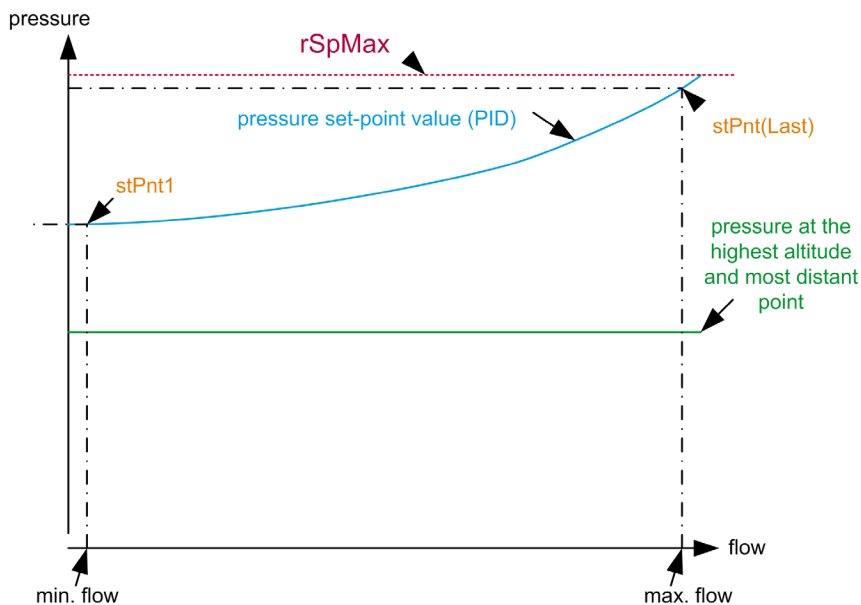 pressure
rSpMax
pressure set-point value (PID)
stPnt(Last)
stPnt1
pressure at the
highest altitude
and most distant
point
flow
min. flow
max. flow